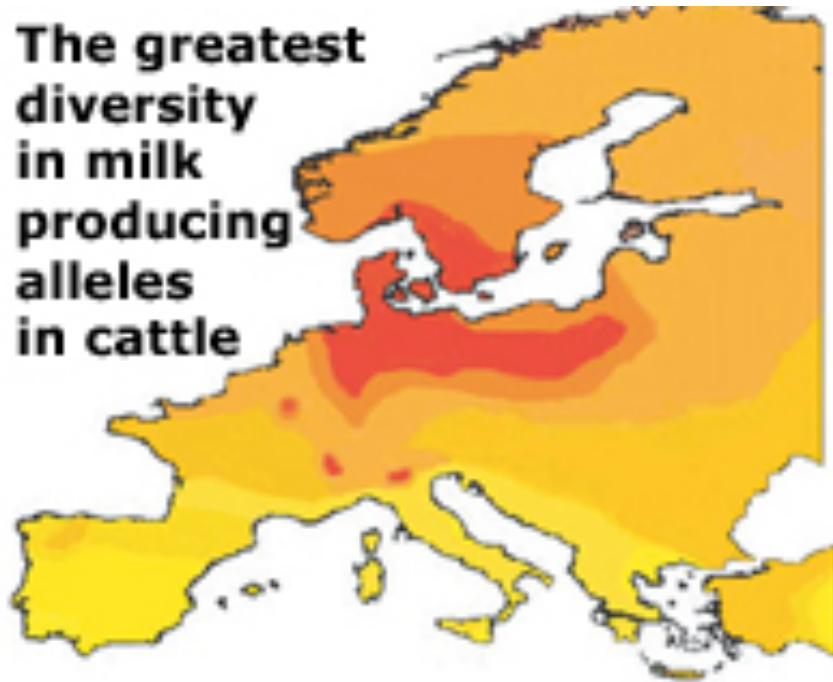 The greatest
diversity
in milk
producing
alleles
in cattle